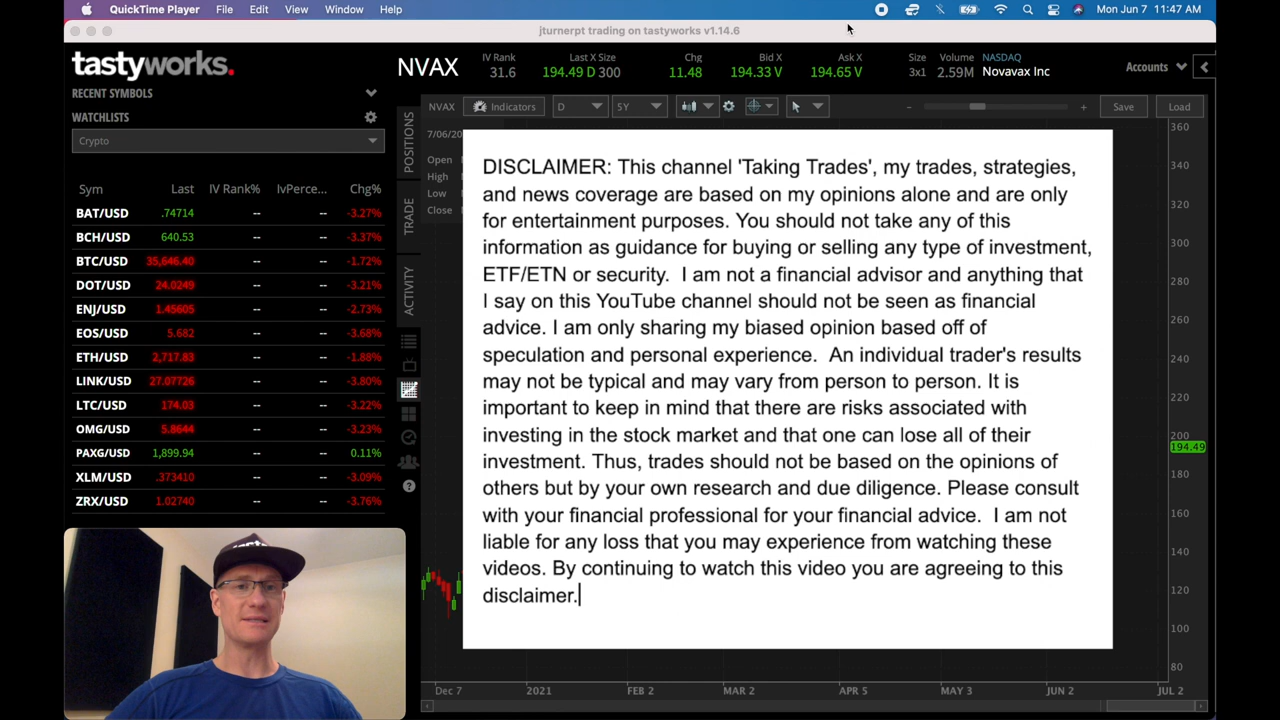 QuickTime Player File Edit View Window Help
Mon Jun 7 11:47 AM
jturnerpt trading on tastyworks v1.14.6
tastyworks.
NVAX
IV Rank
31.6
Last X Size
194.49 D 300
Chg
11.48
Bid X
194.33 V
Ask X
194.65 V
Size
3x1
Volume
2.59M
NASDAQ
Novavax Inc
Accounts
RECENT SYMBOLS
WATCHLISTS
Crypto
Sym Last IV Rank% IvPerce... Chg%
BAT/USD .74714 -- -- -3.27%
BCH/USD 640.53 -- -- -3.37%
BTC/USD 35,646.40 -- -- -1.72%
DOT/USD 24.0249 -- -- -3.21%
ENJ/USD 1.45605 -- -- -2.73%
EOS/USD 5.682 -- -- -3.68%
ETH/USD 2,717.83 -- -- -1.88%
LINK/USD 27.07726 -- -- -3.80%
LTC/USD 174.03 -- -- -3.22%
OMG/USD 5.8644 -- -- -3.23%
PAXG/USD 1,899.94 -- -- 0.11%
XLM/USD .373410 -- -- -3.09%
ZRX/USD 1.02740 -- -- -3.76%
POSITIONS
TRADE
ACTIVITY
NVAX Indicators D 5Y - + Save Load
7/06/20
Open
High
Low
Close
DISCLAIMER: This channel 'Taking Trades', my trades, strategies,
and news coverage are based on my opinions alone and are only
for entertainment purposes. You should not take any of this
information as guidance for buying or selling any type of investment,
ETF/ETN or security. I am not a financial advisor and anything that
I say on this YouTube channel should not be seen as financial
advice. I am only sharing my biased opinion based off of
speculation and personal experience. An individual trader's results
may not be typical and may vary from person to person. It is
important to keep in mind that there are risks associated with
investing in the stock market and that one can lose all of their
investment. Thus, trades should not be based on the opinions of
others but by your own research and due diligence. Please consult
with your financial professional for your financial advice. I am not
liable for any loss that you may experience from watching these
videos. By continuing to watch this video you are agreeing to this
disclaimer.
360
340
320
300
280
260
240
220
200
194.49
180
160
140
120
100
80
Dec 7 2021 FEB 2 MAR 2 APR 5 MAY 3 JUN 2 JUL 2